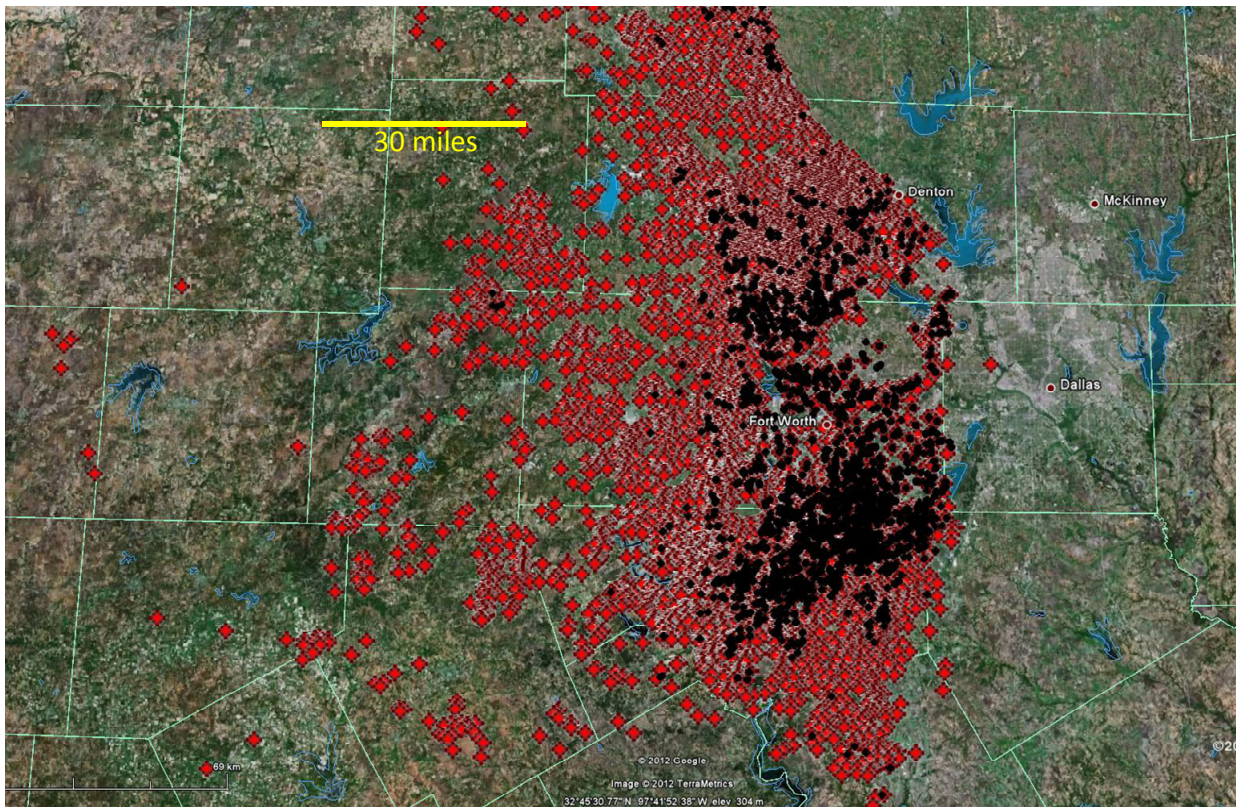 30 miles
Denton
McKinney
Dallas
Fort Worth
©20
69 km
© 2012 Google
Image © 2012 TerraMetrics
32°45'30.77" N 97°41'52.38" W elev 304 m